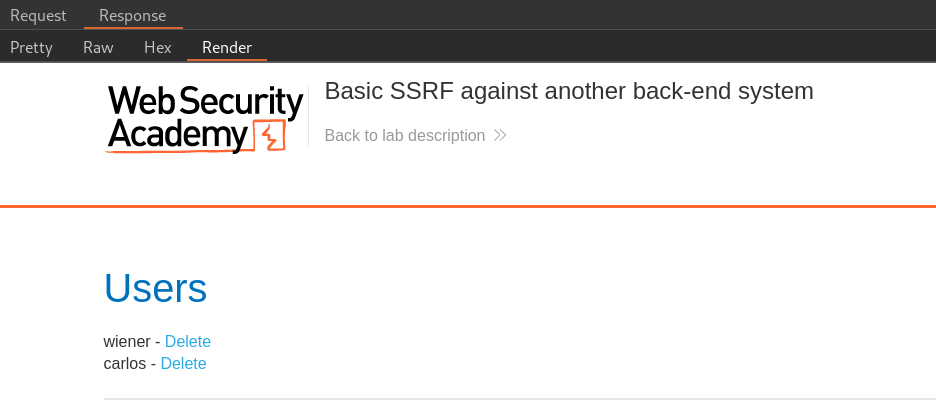 Request Response
Pretty Raw Hex Render
Web Security
Academy
Basic SSRF against another back-end system
Back to lab description
Users
wiener - Delete
carlos - Delete